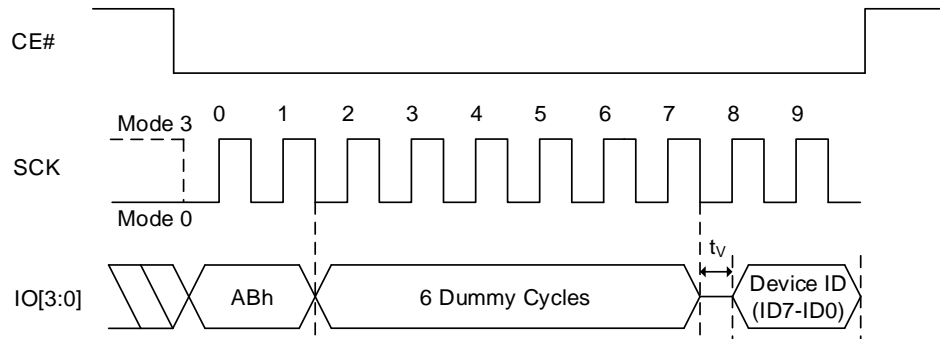 CE#
0 1 2 3 4 5 6 7 8 9
Mode 3
SCK
Mode 0
tV
IO[3:0]
ABh
6 Dummy Cycles
Device ID
(ID7-ID0)